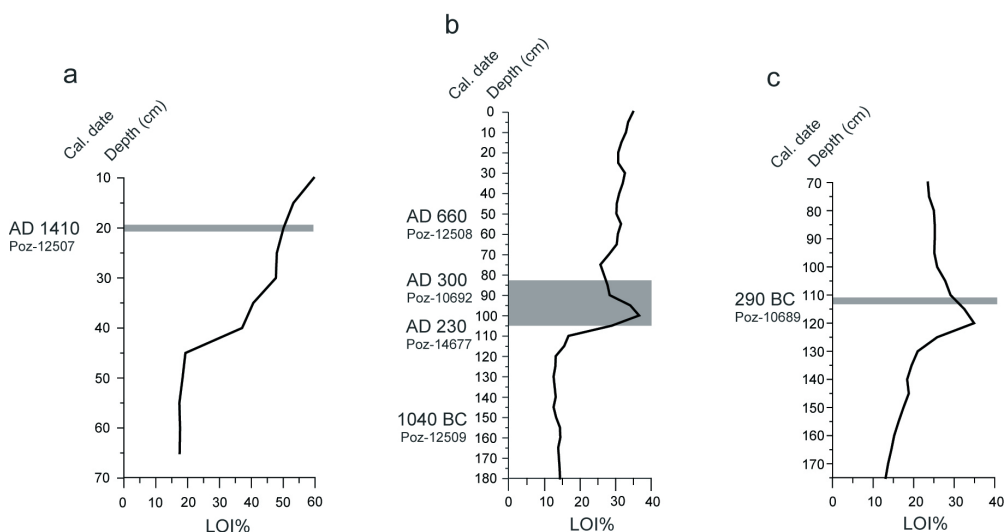 a
Cal. date
Depth (cm)
10
20
30
40
50
60
70
AD 1410
Poz-12507
0 10 20 30 40 50 60
LOI%
b
Cal. date
Depth (cm)
0
10
20
30
40
50
60
70
80
90
100
110
120
130
140
150
160
170
180
AD 660
Poz-12508
AD 300
Poz-10692
AD 230
Poz-14677
1040 BC
Poz-12509
0 10 20 30 40
LOI%
c
Cal. date
Depth (cm)
70
80
90
100
110
120
130
140
150
160
170
290 BC
Poz-10689
0 10 20 30 40
LOI%